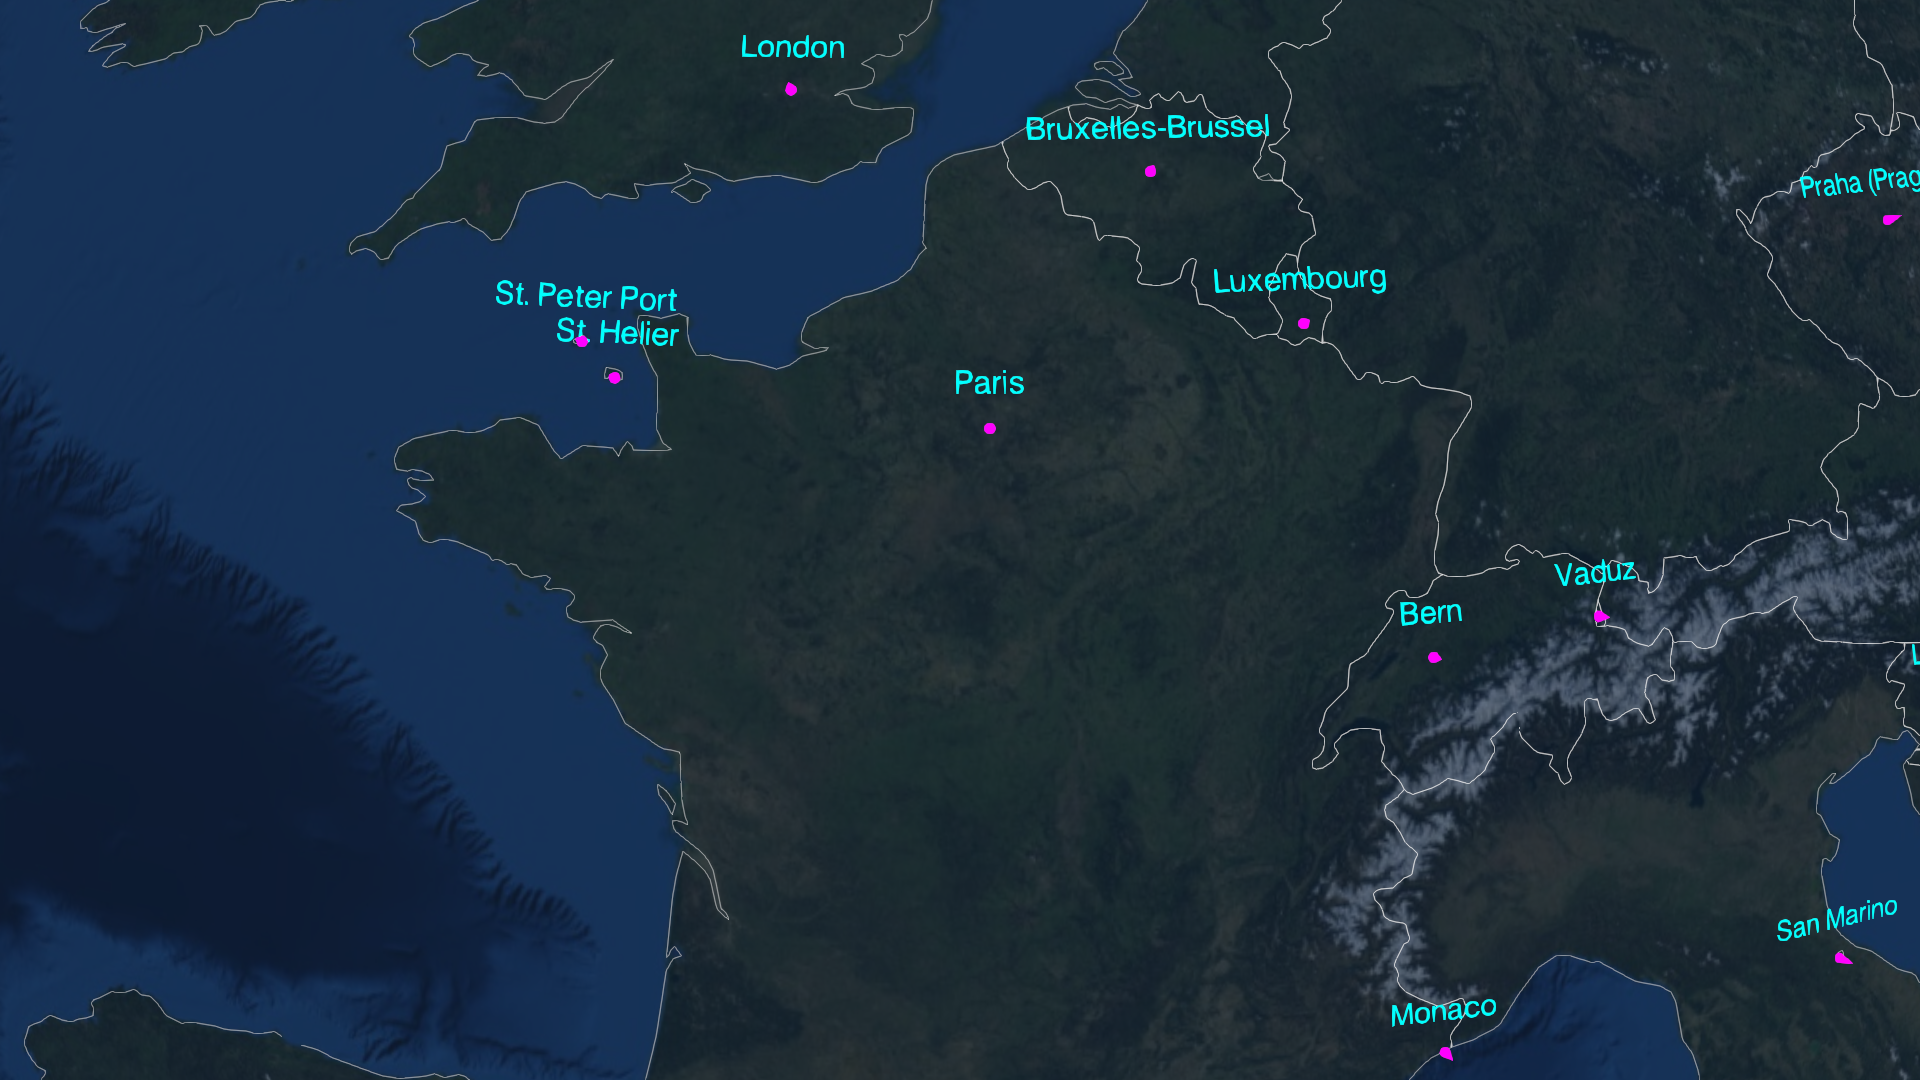 London
Bruxelles-Brussel
Praha (Prag
Luxembourg
St. Peter Port
St. Helier
Paris
Vaduz
Bern
San Marino
Monaco